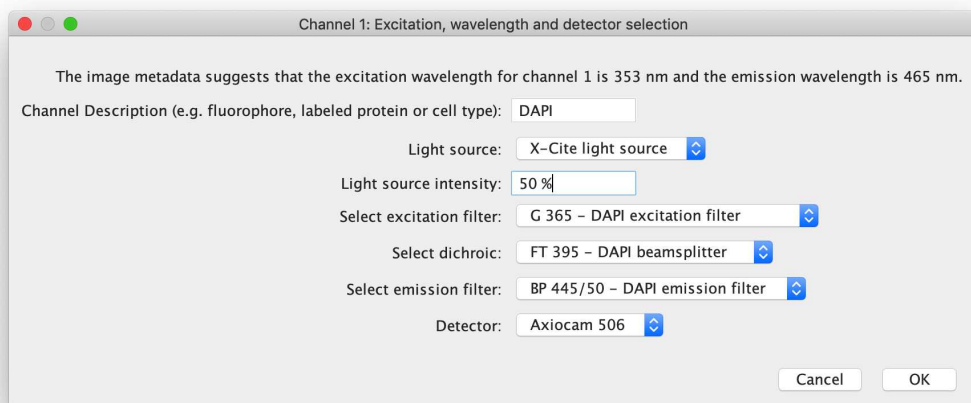 Channel 1: Excitation, wavelength and detector selection
The image metadata suggests that the excitation wavelength for channel 1 is 353 nm and the emission wavelength is 465 nm.
Channel Description (e.g. fluorophore, labeled protein or cell type): DAPI
Light source: X-Cite light source
Light source intensity: 50 %
Select excitation filter: G 365 – DAPI excitation filter
Select dichroic: FT 395 – DAPI beamsplitter
Select emission filter: BP 445/50 – DAPI emission filter
Detector: Axiocam 506
Cancel OK